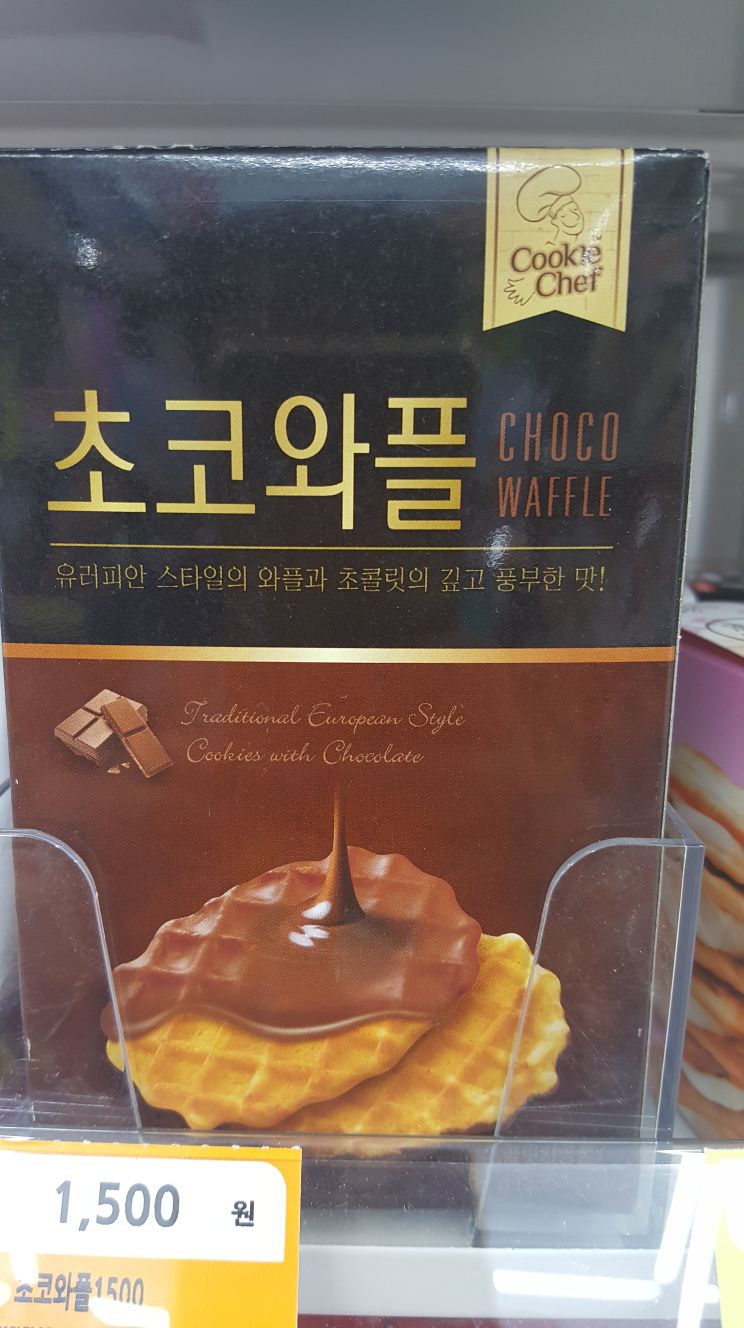 Cookie
Chef
초코와플
CHOCO
WAFFLE
유러피안 스타일의 와플과 초콜릿의 깊고 풍부한 맛!
Traditional European Style
Cookies with Chocolate
1,500 원
초코와플1500